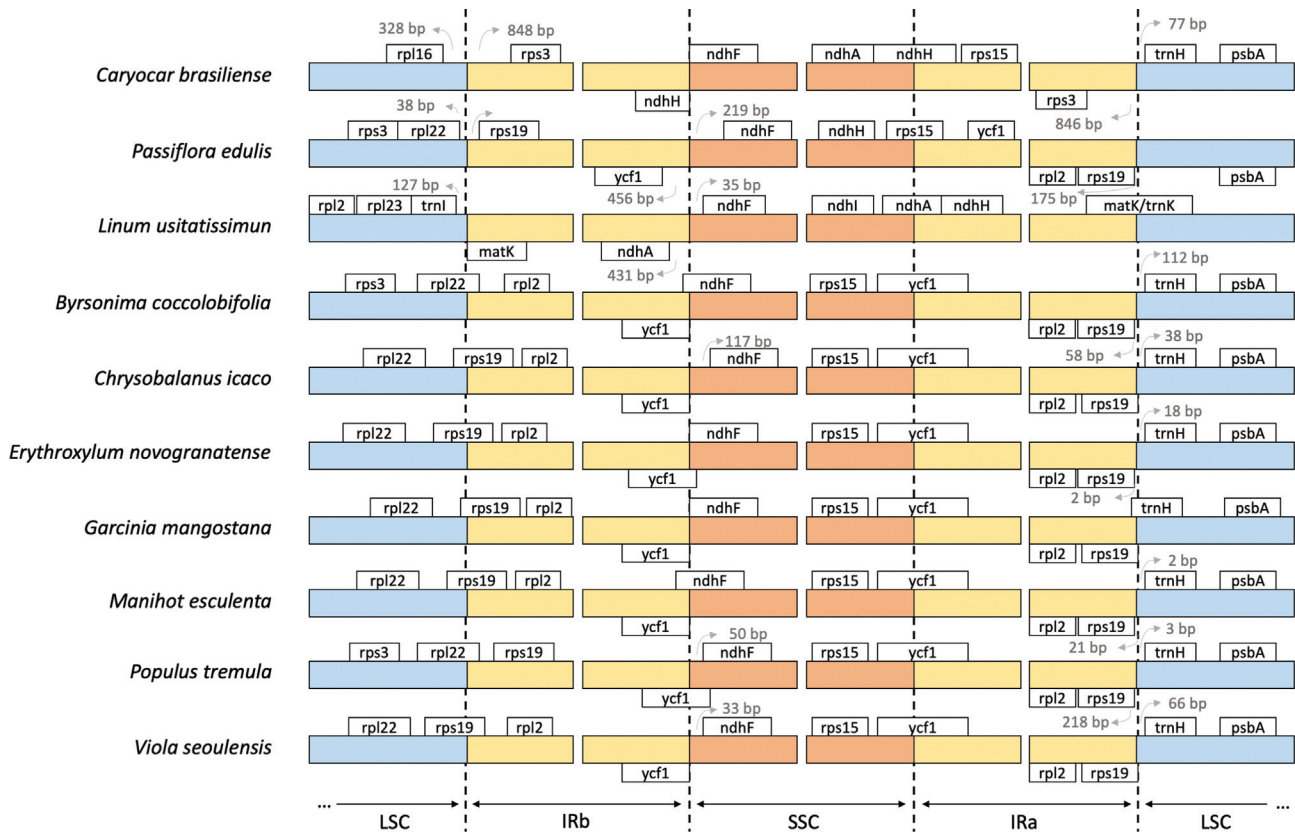 328 bp 848 bp 77 bp
rpl16 rps3 ndhF ndhA ndhH rps15 trnH psbA
Caryocar brasiliense
ndhH rps3
38 bp 219 bp 846 bp
rps3 rpl22 rps19 ndhF ndhH rps15 ycf1
Passiflora edulis
ycf1 rpl2 rps19 psbA
127 bp 456 bp 35 bp 175 bp
rpl2 rpl23 trnI ndhF ndhI ndhA ndhH matK/trnK
Linum usitatissimun
matK ndhA
431 bp 112 bp
rps3 rpl22 rpl2 ndhF rps15 ycf1 trnH psbA
Byrsonima coccolobifolia
ycf1 rpl2 rps19
117 bp 58 bp 38 bp
rpl22 rps19 rpl2 ndhF rps15 ycf1 trnH psbA
Chrysobalanus icaco
ycf1 rpl2 rps19
18 bp
rpl22 rps19 rpl2 ndhF rps15 ycf1 trnH psbA
Erythroxylum novogranatense
ycf1 rpl2 rps19
2 bp
rpl22 rps19 rpl2 ndhF rps15 ycf1 trnH psbA
Garcinia mangostana
ycf1 rpl2 rps19
2 bp
rpl22 rps19 rpl2 ndhF rps15 ycf1 trnH psbA
Manihot esculenta
ycf1 rpl2 rps19
50 bp 21 bp 3 bp
rps3 rpl22 rps19 ndhF rps15 ycf1 trnH psbA
Populus tremula
ycf1 rpl2 rps19
33 bp 218 bp 66 bp
rpl22 rps19 rpl2 ndhF rps15 ycf1 trnH psbA
Viola seoulensis
ycf1 rpl2 rps19
... LSC IRb SSC IRa LSC ...